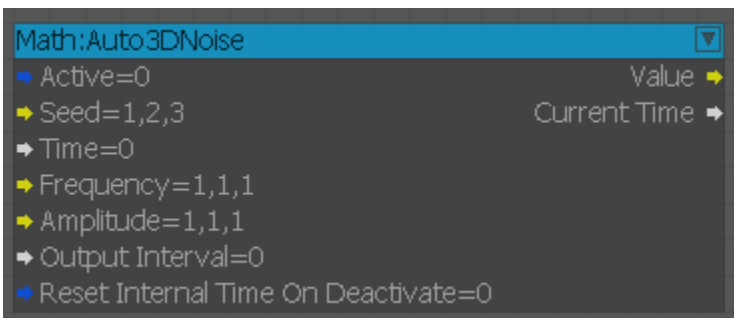 Math:Auto3DNoise
Active=0 Value
Seed=1,2,3 Current Time
Time=0
Frequency=1,1,1
Amplitude=1,1,1
Output Interval=0
Reset Internal Time On Deactivate=0